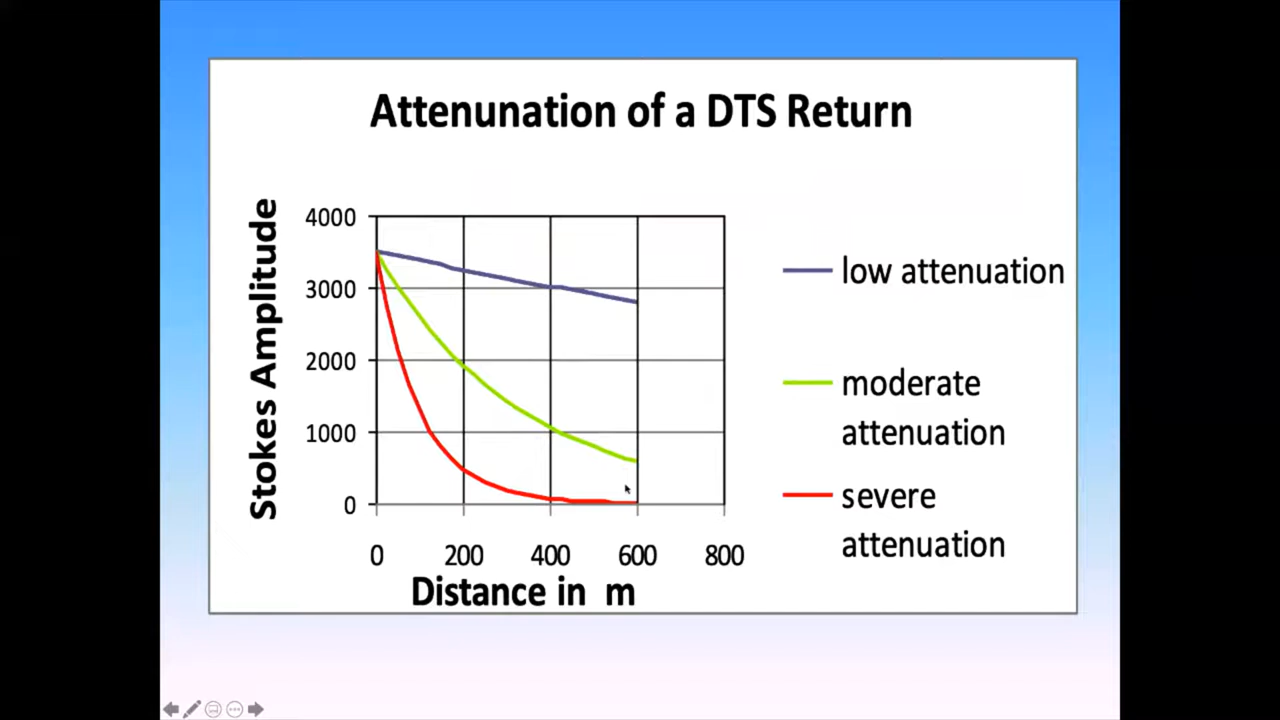 Attenunation of a DTS Return
Stokes Amplitude
4000
3000
2000
1000
0
0 200 400 600 800
Distance in m
low attenuation
moderate
attenuation
severe
attenuation